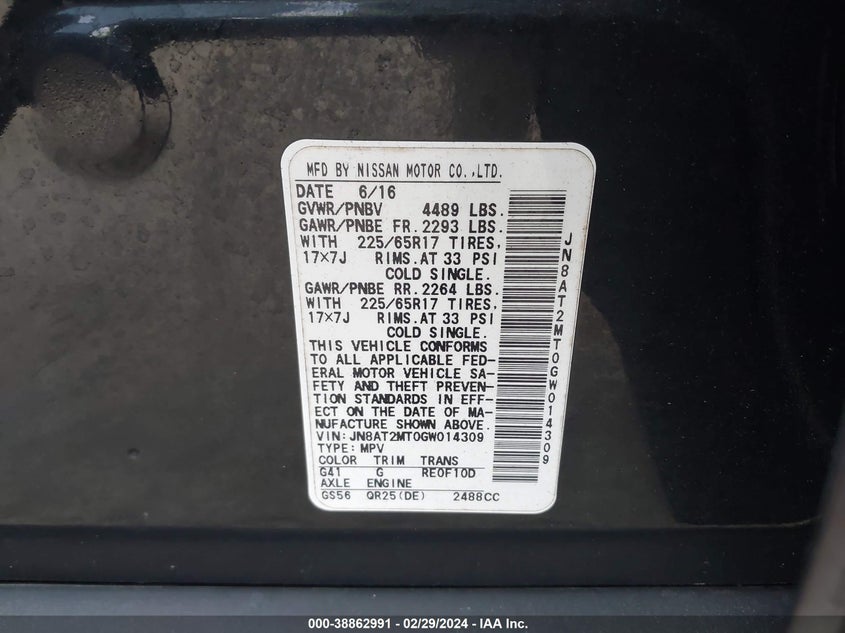 MFD BY NISSAN MOTOR CO.,LTD.
DATE 6/16
GVWR/PNBV 4489 LBS.
GAWR/PNBE FR. 2293 LBS.
WITH 225/65R17 TIRES,
17×7J RIMS.AT 33 PSI
COLD SINGLE.
GAWR/PNBE RR. 2264 LBS.
WITH 225/65R17 TIRES,
17×7J RIMS.AT 33 PSI
COLD SINGLE.
THIS VEHICLE CONFORMS
TO ALL APPLICABLE FED-
ERAL MOTOR VEHICLE SA-
FETY AND THEFT PREVEN-
TION STANDARDS IN EFF-
ECT ON THE DATE OF MA-
NUFACTURE SHOWN ABOVE.
VIN: JN8AT2MT0GW014309
TYPE: MPV
COLOR TRIM TRANS
G41 G RE0F10D
AXLE ENGINE
GS56 QR25(DE) 2488CC
JN8AT2MT0GW014309
000-38862991 - 02/29/2024 - IAA Inc.